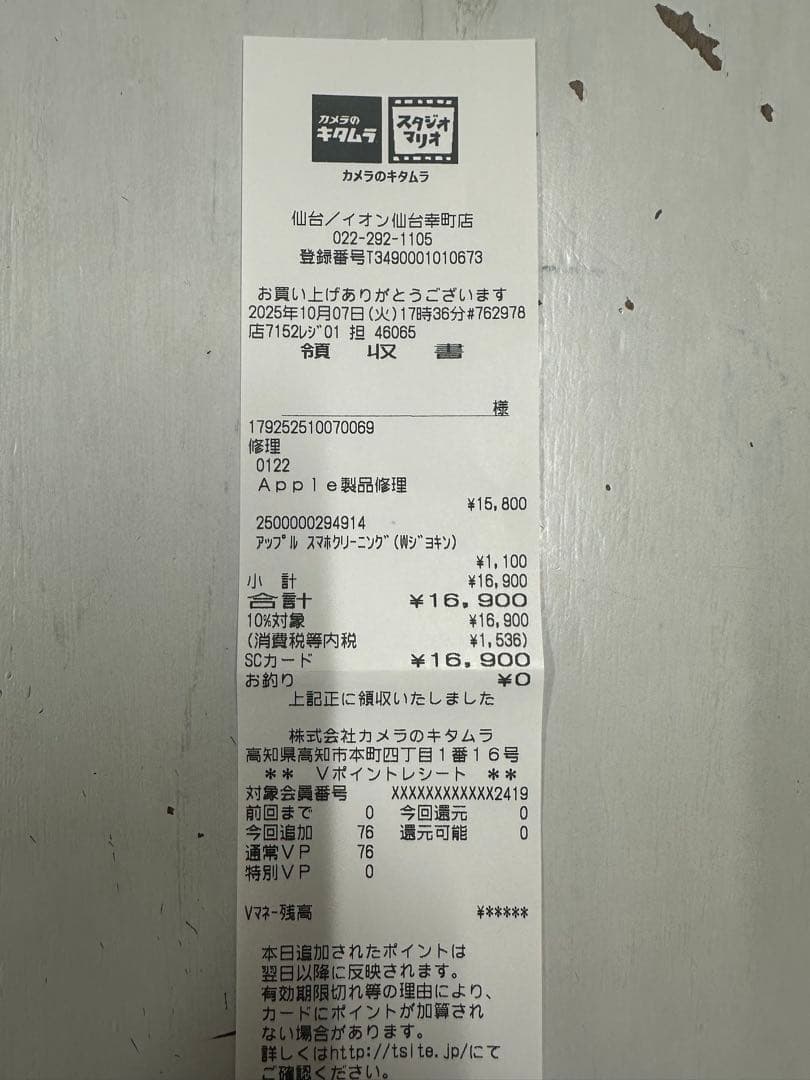 カメラの
キタムラ
スタジオ
マリオ
カメラのキタムラ
仙台／イオン仙台幸町店
022-292-1105
登録番号T3490001010673
お買い上げありがとうございます
2025年10月07日(火)17時36分#762978
店7152ﾚｼﾞ01 担 46065
領 収 書
様
179252510070069
修理
0122
Ａｐｐｌｅ製品修理
¥15,800
2500000294914
ｱｯﾌﾟﾙ ｽﾏﾎｸﾘｰﾆﾝｸﾞ(Wｼﾞﾖｷﾝ)
¥1,100
小 計 ¥16,900
合計 ¥16,900
10%対象 ¥16,900
(消費税等内税 ¥1,536)
SCカード ¥16,900
お釣り ¥0
上記正に領収いたしました
株式会社カメラのキタムラ
高知県高知市本町四丁目１番１６号
＊＊ Ｖポイントレシート ＊＊
対象会員番号 XXXXXXXXXXXX2419
前回まで 0 今回還元 0
今回追加 76 還元可能 0
通常ＶＰ 76
特別ＶＰ 0
Vﾏﾈｰ残高 ¥*****
本日追加されたポイントは
翌日以降に反映されます。
有効期限切れ等の理由により、
カードにポイントが加算され
ない場合があります。
詳しくはhttp://tsite.jp/にて
ご確認ください。